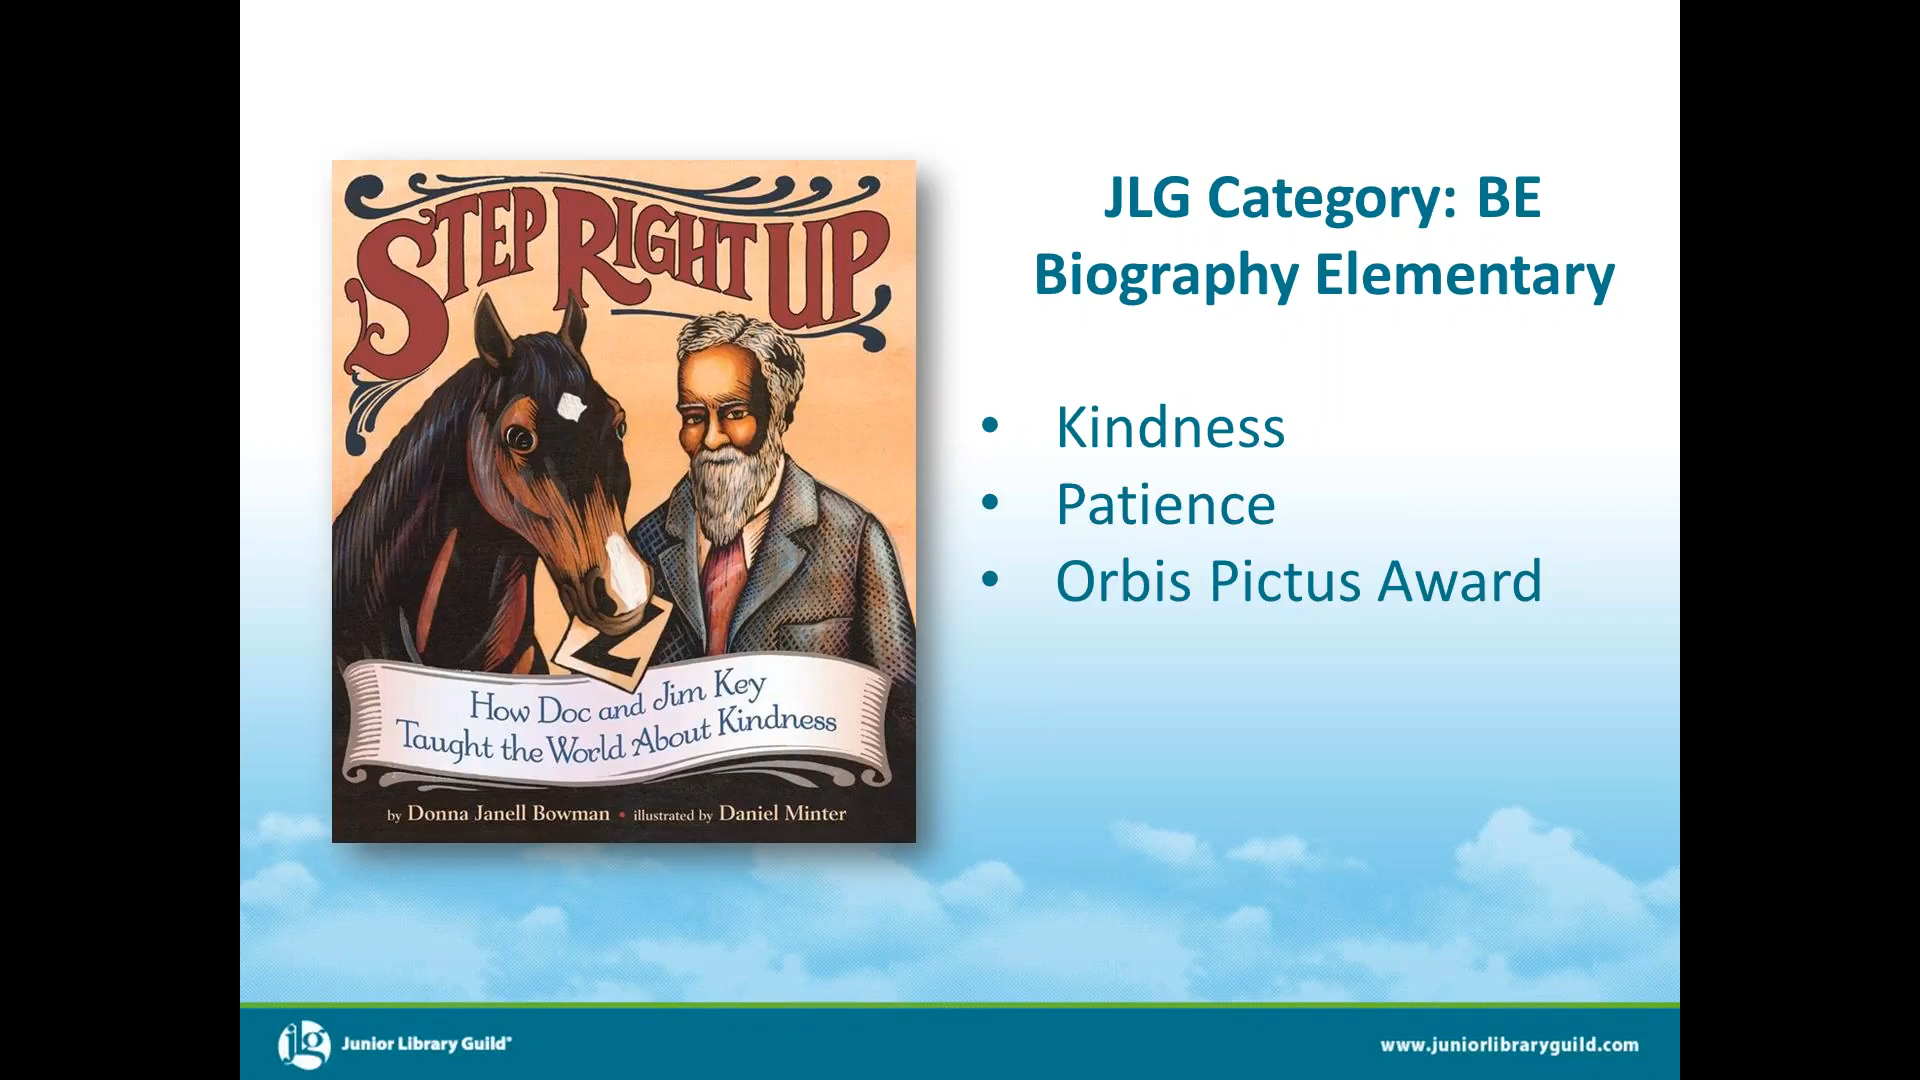 STEP RIGHT UP
How Doc and Jim Key
Taught the World About Kindness
by Donna Janell Bowman • illustrated by Daniel Minter
JLG Category: BE
Biography Elementary
• Kindness
• Patience
• Orbis Pictus Award
jlg Junior Library Guild®
www.juniorlibraryguild.com